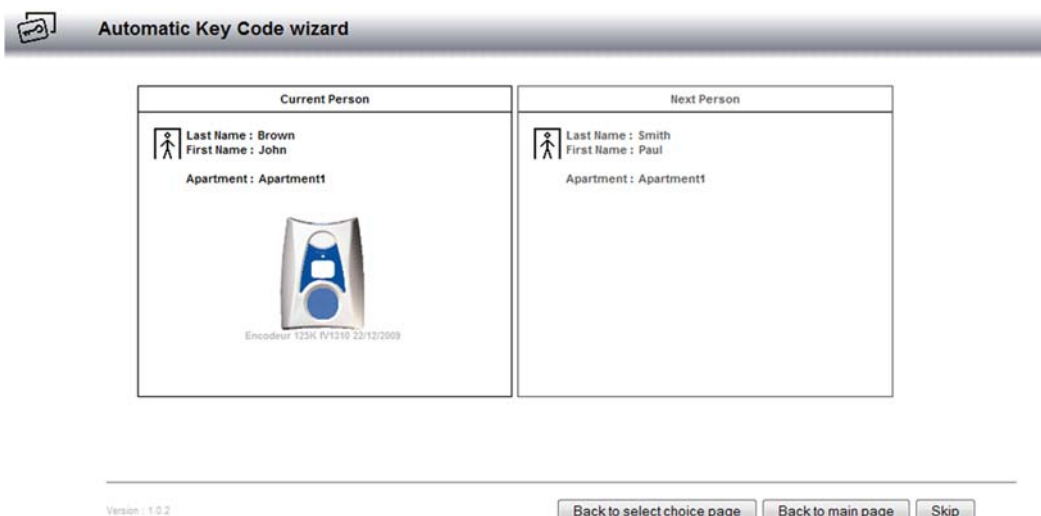 Automatic Key Code wizard
Current Person
Last Name : Brown
First Name : John
Apartment : Apartment1
Encodeur 125K IV1310 22/12/2009
Next Person
Last Name : Smith
First Name : Paul
Apartment : Apartment1
Version : 1.0.2
Back to select choice page
Back to main page
Skip